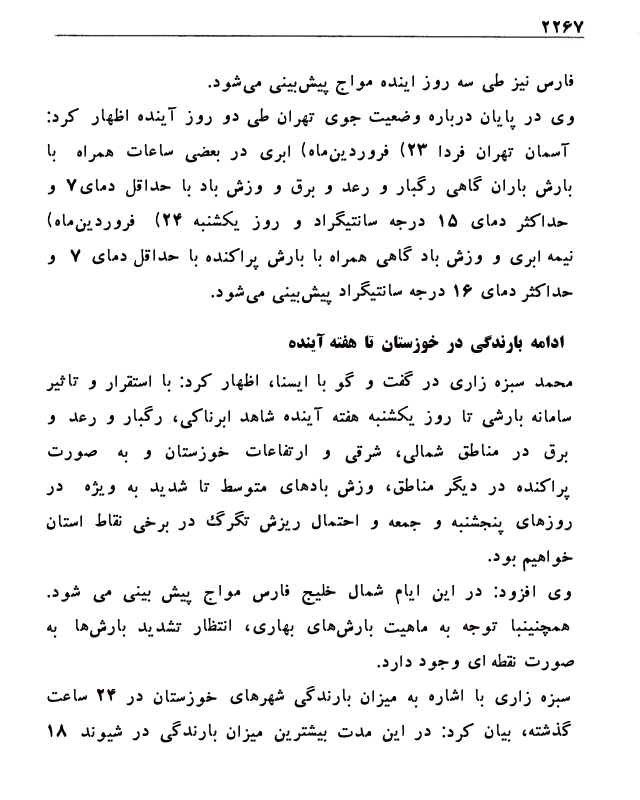 ۲۲۶۷
فارس نیز طی سه روز اینده مواج پیش‌بینی می‌شود.
وی در پایان درباره وضعیت جوی تهران طی دو روز آینده اظهار کرد:
آسمان تهران فردا ۲۳) فروردین‌ماه) ابری در بعضی ساعات همراه با
بارش باران گاهی رگبار و رعد و برق و وزش باد با حداقل دمای۷ و
حداکثر دمای ۱۵ درجه سانتیگراد و روز یکشنبه ۲۴) فروردین‌ماه)
نیمه ابری و وزش باد گاهی همراه با بارش پراکنده با حداقل دمای ۷ و
حداکثر دمای ۱۶ درجه سانتیگراد پیش‌بینی می‌شود.
ادامه بارندگی در خوزستان تا هفته آینده
محمد سبزه زاری در گفت و گو با ایسنا، اظهار کرد: با استقرار و تاثیر
سامانه بارشی تا روز یکشنبه هفته آینده شاهد ابرناکی، رگبار و رعد و
برق در مناطق شمالی، شرقی و ارتفاعات خوزستان و به صورت
پراکنده در دیگر مناطق، وزش بادهای متوسط تا شدید به ویژه در
روزهای پنجشنبه و جمعه و احتمال ریزش تگرگ در برخی نقاط استان
خواهیم بود.
وی افزود: در این ایام شمال خلیج فارس مواج پیش بینی می شود.
همچنینبا توجه به ماهیت بارش‌های بهاری، انتظار تشدید بارش‌ها به
صورت نقطه ای وجود دارد.
سبزه زاری با اشاره به میزان بارندگی شهرهای خوزستان در ۲۴ ساعت
گذشته، بیان کرد: در این مدت بیشترین میزان بارندگی در شیوند ۱۸